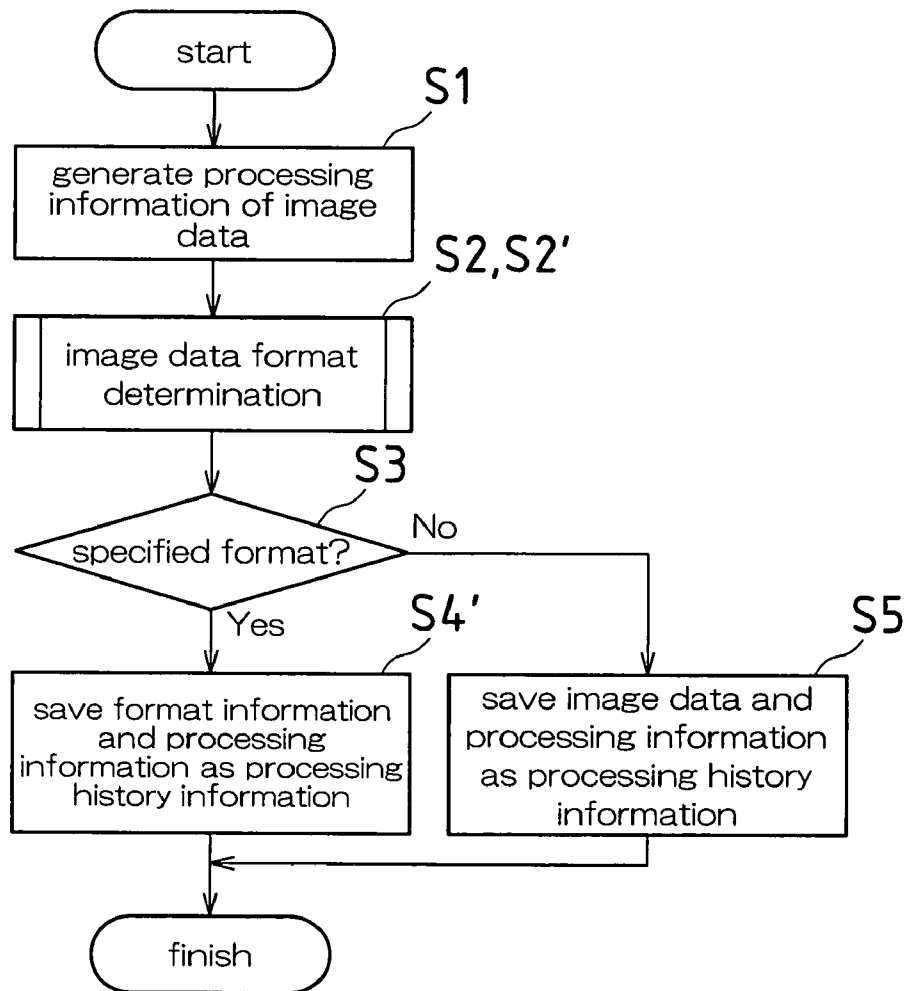 start
S1
generate processing
information of image
data
S2,S2'
image data format
determination
S3
specified format?
No
Yes
S4'
save format information
and processing
information as processing
history information
S5
save image data and
processing information
as processing history
information
finish